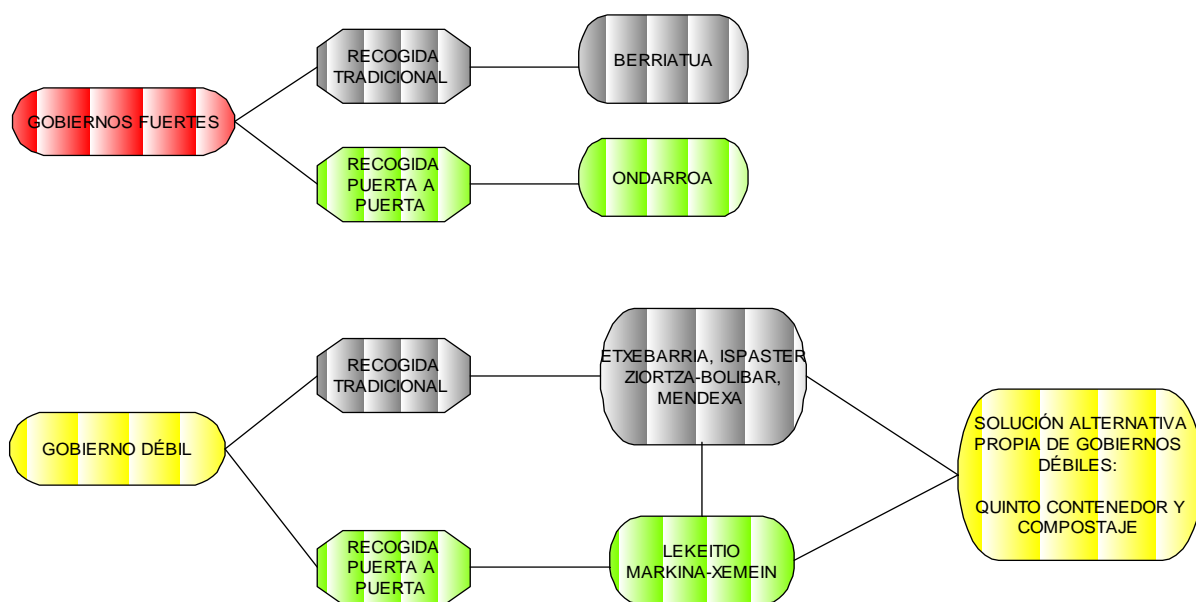 GOBIERNOS FUERTES
RECOGIDA
TRADICIONAL
BERRIATUA
RECOGIDA
PUERTA A
PUERTA
ONDARROA
GOBIERNO DÉBIL
RECOGIDA
TRADICIONAL
ETXEBARRIA, ISPASTER
ZIORTZA-BOLIBAR,
MENDEXA
RECOGIDA
PUERTA A
PUERTA
LEKEITIO
MARKINA-XEMEIN
SOLUCIÓN ALTERNATIVA
PROPIA DE GOBIERNOS
DÉBILES:
QUINTO CONTENEDOR Y
COMPOSTAJE